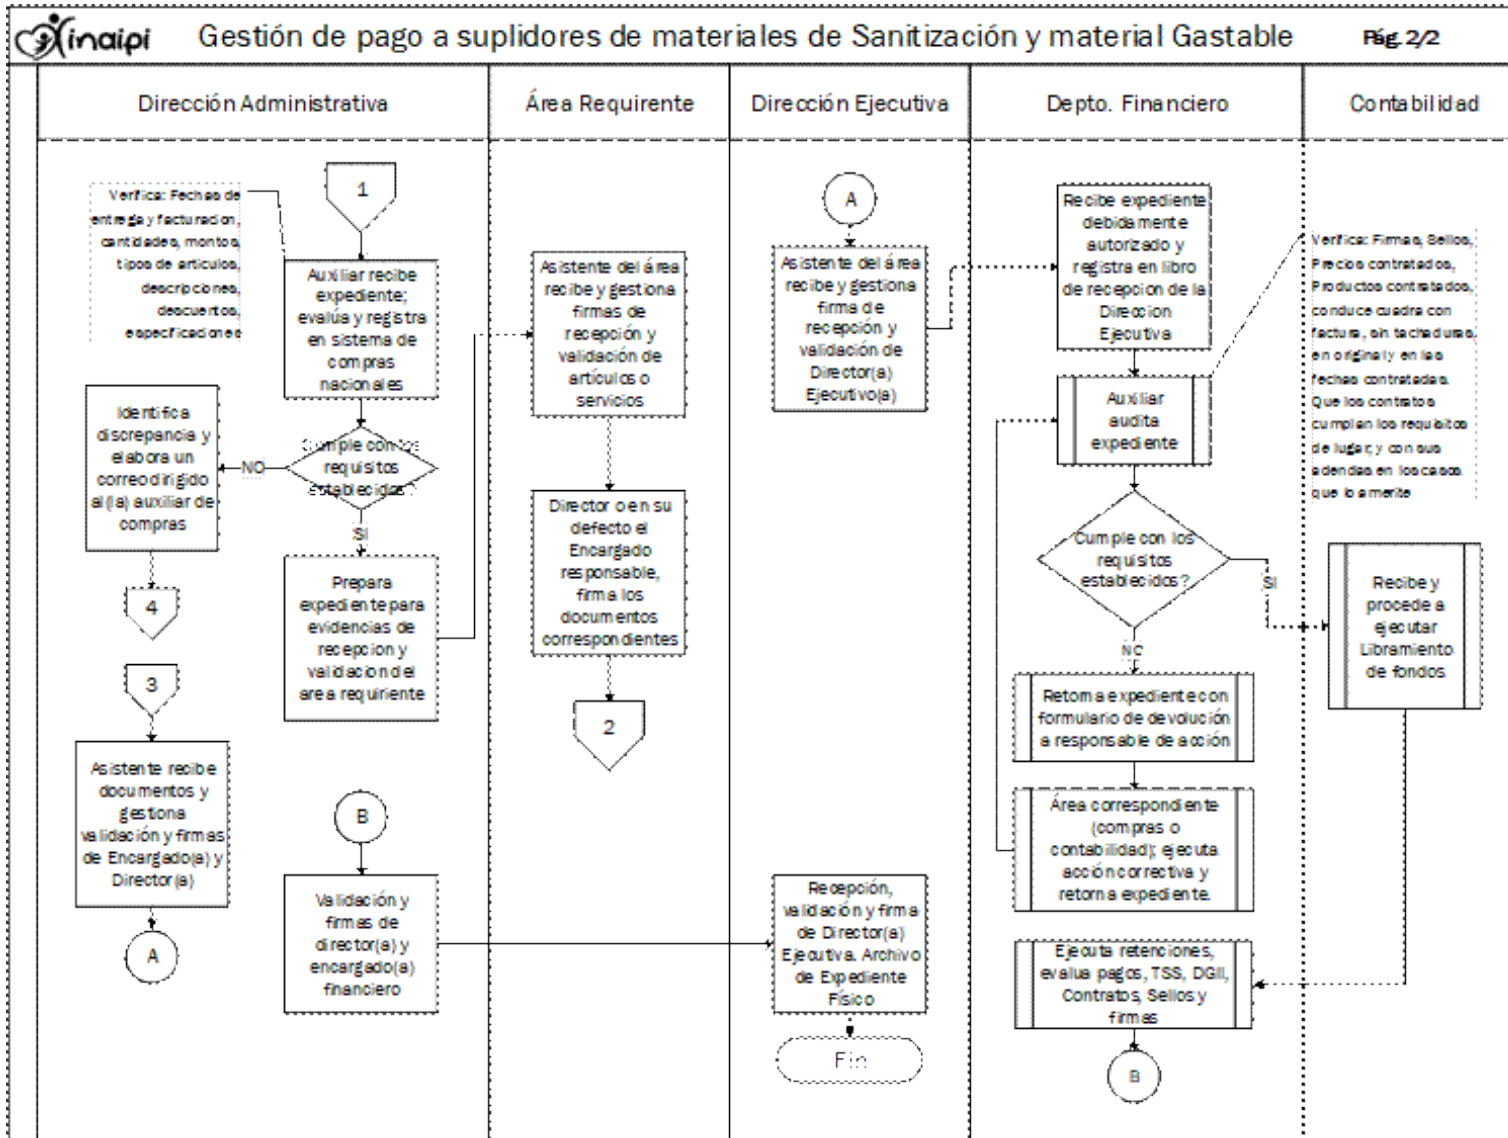 inaipi
Gestión de pago a suplidores de materiales de Sanitización y material Gastable
Pág. 2/2
Dirección Administrativa
Área Requirente
Dirección Ejecutiva
Depto. Financiero
Contabilidad
Verifica: Fechas de
entrega y facturacion,
cantidades, montos,
tipos de articulos,
descripciones,
descuentos,
especificaciones
1
Auxiliar recibe
expediente;
evalúa y registra
en sistema de
compras
nacionales
Cumple con los
requisitos
establecidos?
NO
SI
Identifica
discrepancia y
elabora un
correo dirigido
al(la) auxiliar de
compras
4
Prepara
expediente para
evidencias de
recepcion y
validacion del
area requiriente
3
Asistente recibe
documentos y
gestiona
validación y firmas
de Encargado(a) y
Director(a)
A
B
Validación y
firmas de
director(a) y
encargado(a)
financiero
Asistente del área
recibe y gestiona
firmas de
recepción y
validación de
artículos o
servicios
Director o en su
defecto el
Encargado
responsable,
firma los
documentos
correspondientes
2
A
Asistente del área
recibe y gestiona
firma de
recepción y
validación de
Director(a)
Ejecutivo(a)
Recepción,
validación y firma
de Director(a)
Ejecutiva. Archivo
de Expediente
Físico
Fin
Recibe expediente
debidamente
autorizado y
registra en libro
de recepcion de la
Direccion
Ejecutiva
Auxiliar
audita
expediente
Cumple con los
requisitos
establecidos?
SI
NO
Retorna expediente con
formulario de devolución
a responsable de acción
Área correspondiente
(compras o
contabilidad); ejecuta
acción correctiva y
retorna expediente.
Ejecuta retenciones,
evalua pagos, TSS, DGII,
Contratos, Sellos y
firmas
B
Verifica: Firmas, Sellos,
Precios contratados,
Productos contratados,
conduce cuadra con
factura, sin tachaduras,
en original y en las
fechas contratadas.
Que los contratos
cumplan los requisitos
de lugar, y con sus
adendas en los casos
que lo amerite
Recibe y
procede a
ejecutar
Libramiento
de fondos